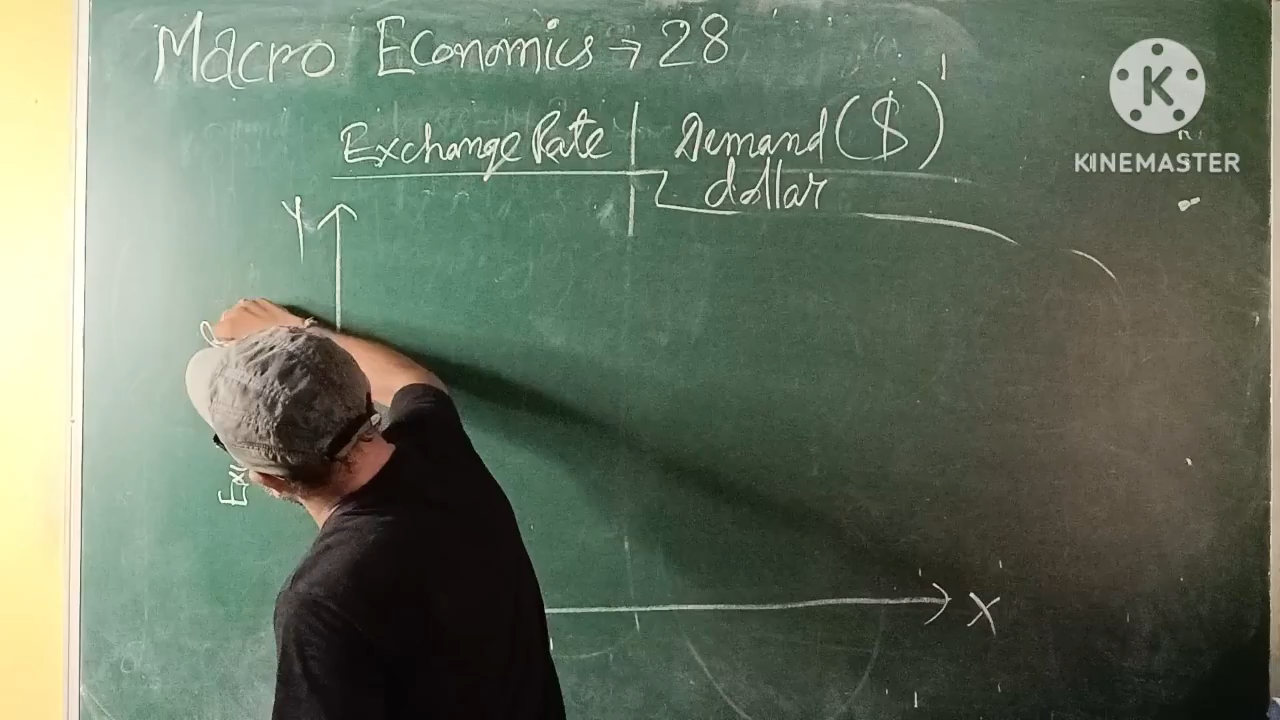 Macro Economics → 28
Exchange Rate | Demand ($)
dollar
Y
X
K
KINEMASTER